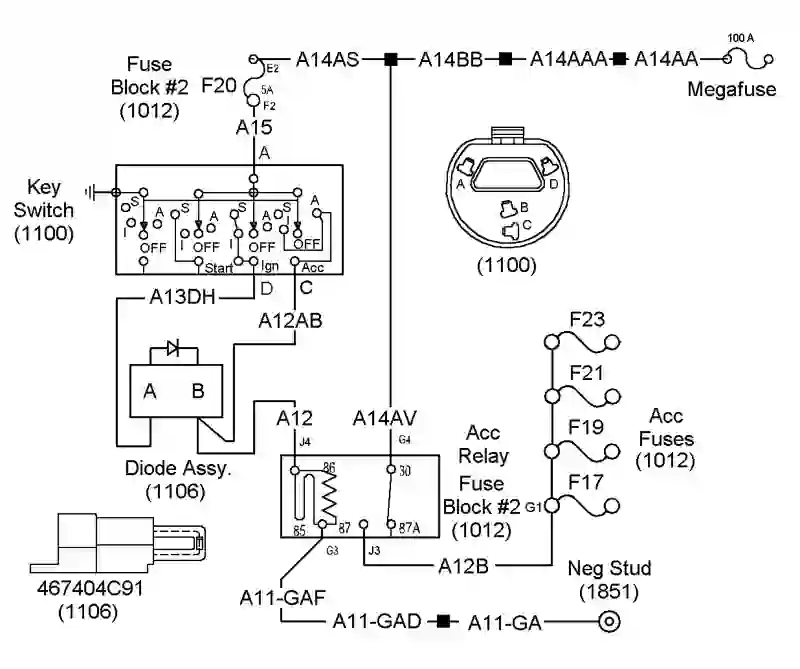 100 A
Fuse
Block #2
(1012)
F20
E2
5A
F2
A14AS
A14BB
A14AAA
A14AA
Megafuse
A15
A
Key
Switch
(1100)
S
I
A
OFF
S
I
A
OFF
S
I
A
OFF
S
I
A
OFF
Start
Ign
Acc
D
C
A
D
B
C
(1100)
A13DH
A12AB
A
B
Diode Assy.
(1106)
A12
J4
A14AV
G4
86
30
85
87
87A
G3
J3
Acc
Relay
Fuse
Block #2
(1012)
G1
F23
F21
F19
F17
Acc
Fuses
(1012)
A12B
467404C91
(1106)
A11-GAF
A11-GAD
A11-GA
Neg Stud
(1851)